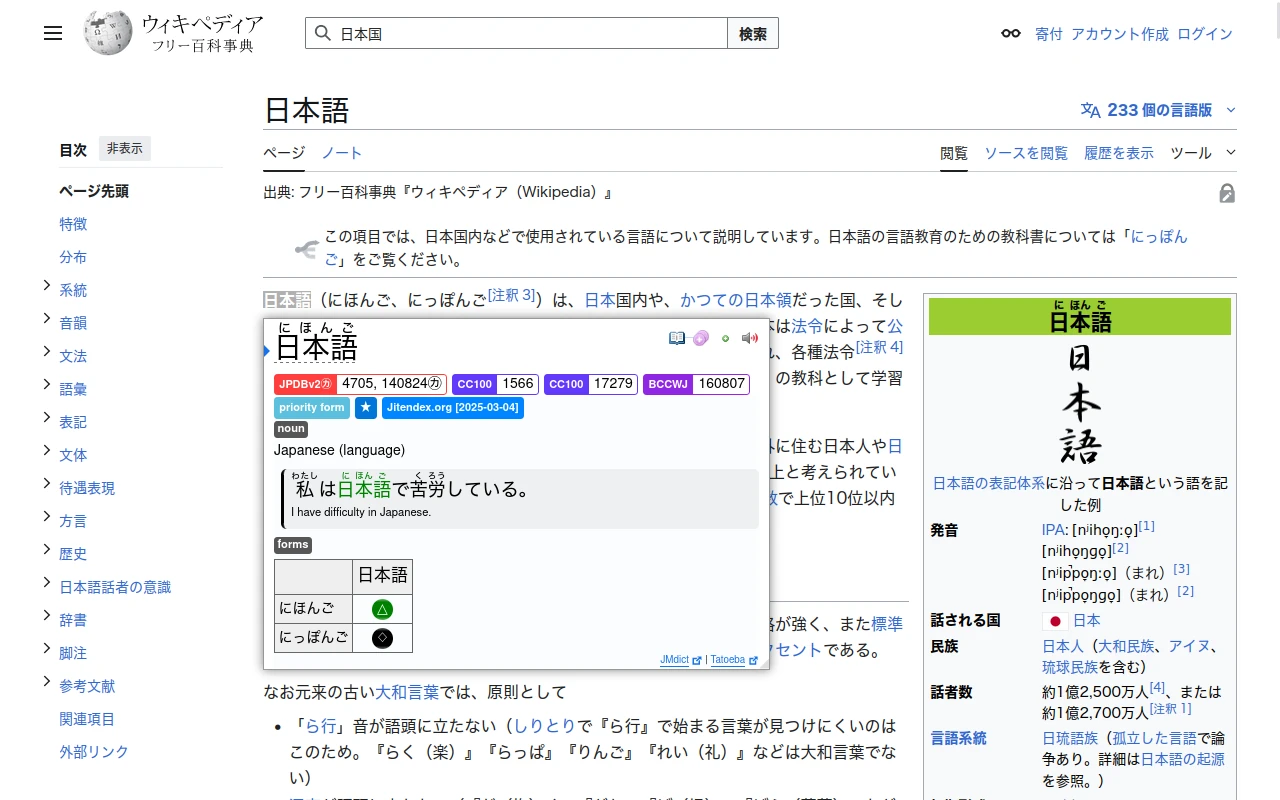 ウィキペディア
フリー百科事典
日本国
検索
寄付 アカウント作成 ログイン
日本語
233 個の言語版
目次 非表示
ページ ノート
閲覧 ソースを閲覧 履歴を表示 ツール
ページ先頭
特徴
分布
系統
音韻
文法
語彙
表記
文体
待遇表現
方言
歴史
日本語話者の意識
辞書
脚注
参考文献
関連項目
外部リンク
出典: フリー百科事典『ウィキペディア（Wikipedia）』
この項目では、日本国内などで使用されている言語について説明しています。日本語の言語教育のための教科書については「にっぽん
ご」をご覧ください。
日本語（にほんご、にっぽんご[注釈 3]）は、日本国内や、かつての日本領だった国、そし
は法令によって公
、各種法令[注釈 4]
の教科として学習
に ほ ん ご
日本語
JPDBv2㋕ 4705, 140824㋕ CC100 1566 CC100 17279 BCCWJ 160807
priority form ★ Jitendex.org [2025-03-04]
noun
Japanese (language)
わたし に ほん ご く ろう
私は日本語で苦労している。
I have difficulty in Japanese.
forms
日本語
にほんご △
にっぽんご ◇
JMdict | Tatoeba
に住む日本人や日
上と考えられてい
で上位10位以内
が強く、また標準
クセントである。
なお元来の古い大和言葉では、原則として
• 「ら行」音が語頭に立たない（しりとりで『ら行』で始まる言葉が見つけにくいのは
このため。『らく（楽）』『らっぱ』『りんご』『れい（礼）』などは大和言葉でな
い）
に ほん ご
日本語
日
本
語
日本語の表記体系に沿って日本語という語を記
した例
発音 IPA: [nʲihoŋ̞ːo̞][1]
[nʲiho̞ŋɡo̞][2]
[nʲip̚po̞ŋːo̞]（まれ）[3]
[nʲip̚po̞ŋɡo̞]（まれ）[2]
話される国 日本
民族 日本人（大和民族、アイヌ、
琉球民族を含む）
話者数 約1億2,500万人[4]、または
約1億2,700万人[注釈 1]
言語系統 日琉語族（孤立した言語で論
争あり。詳細は日本語の起源
を参照。）